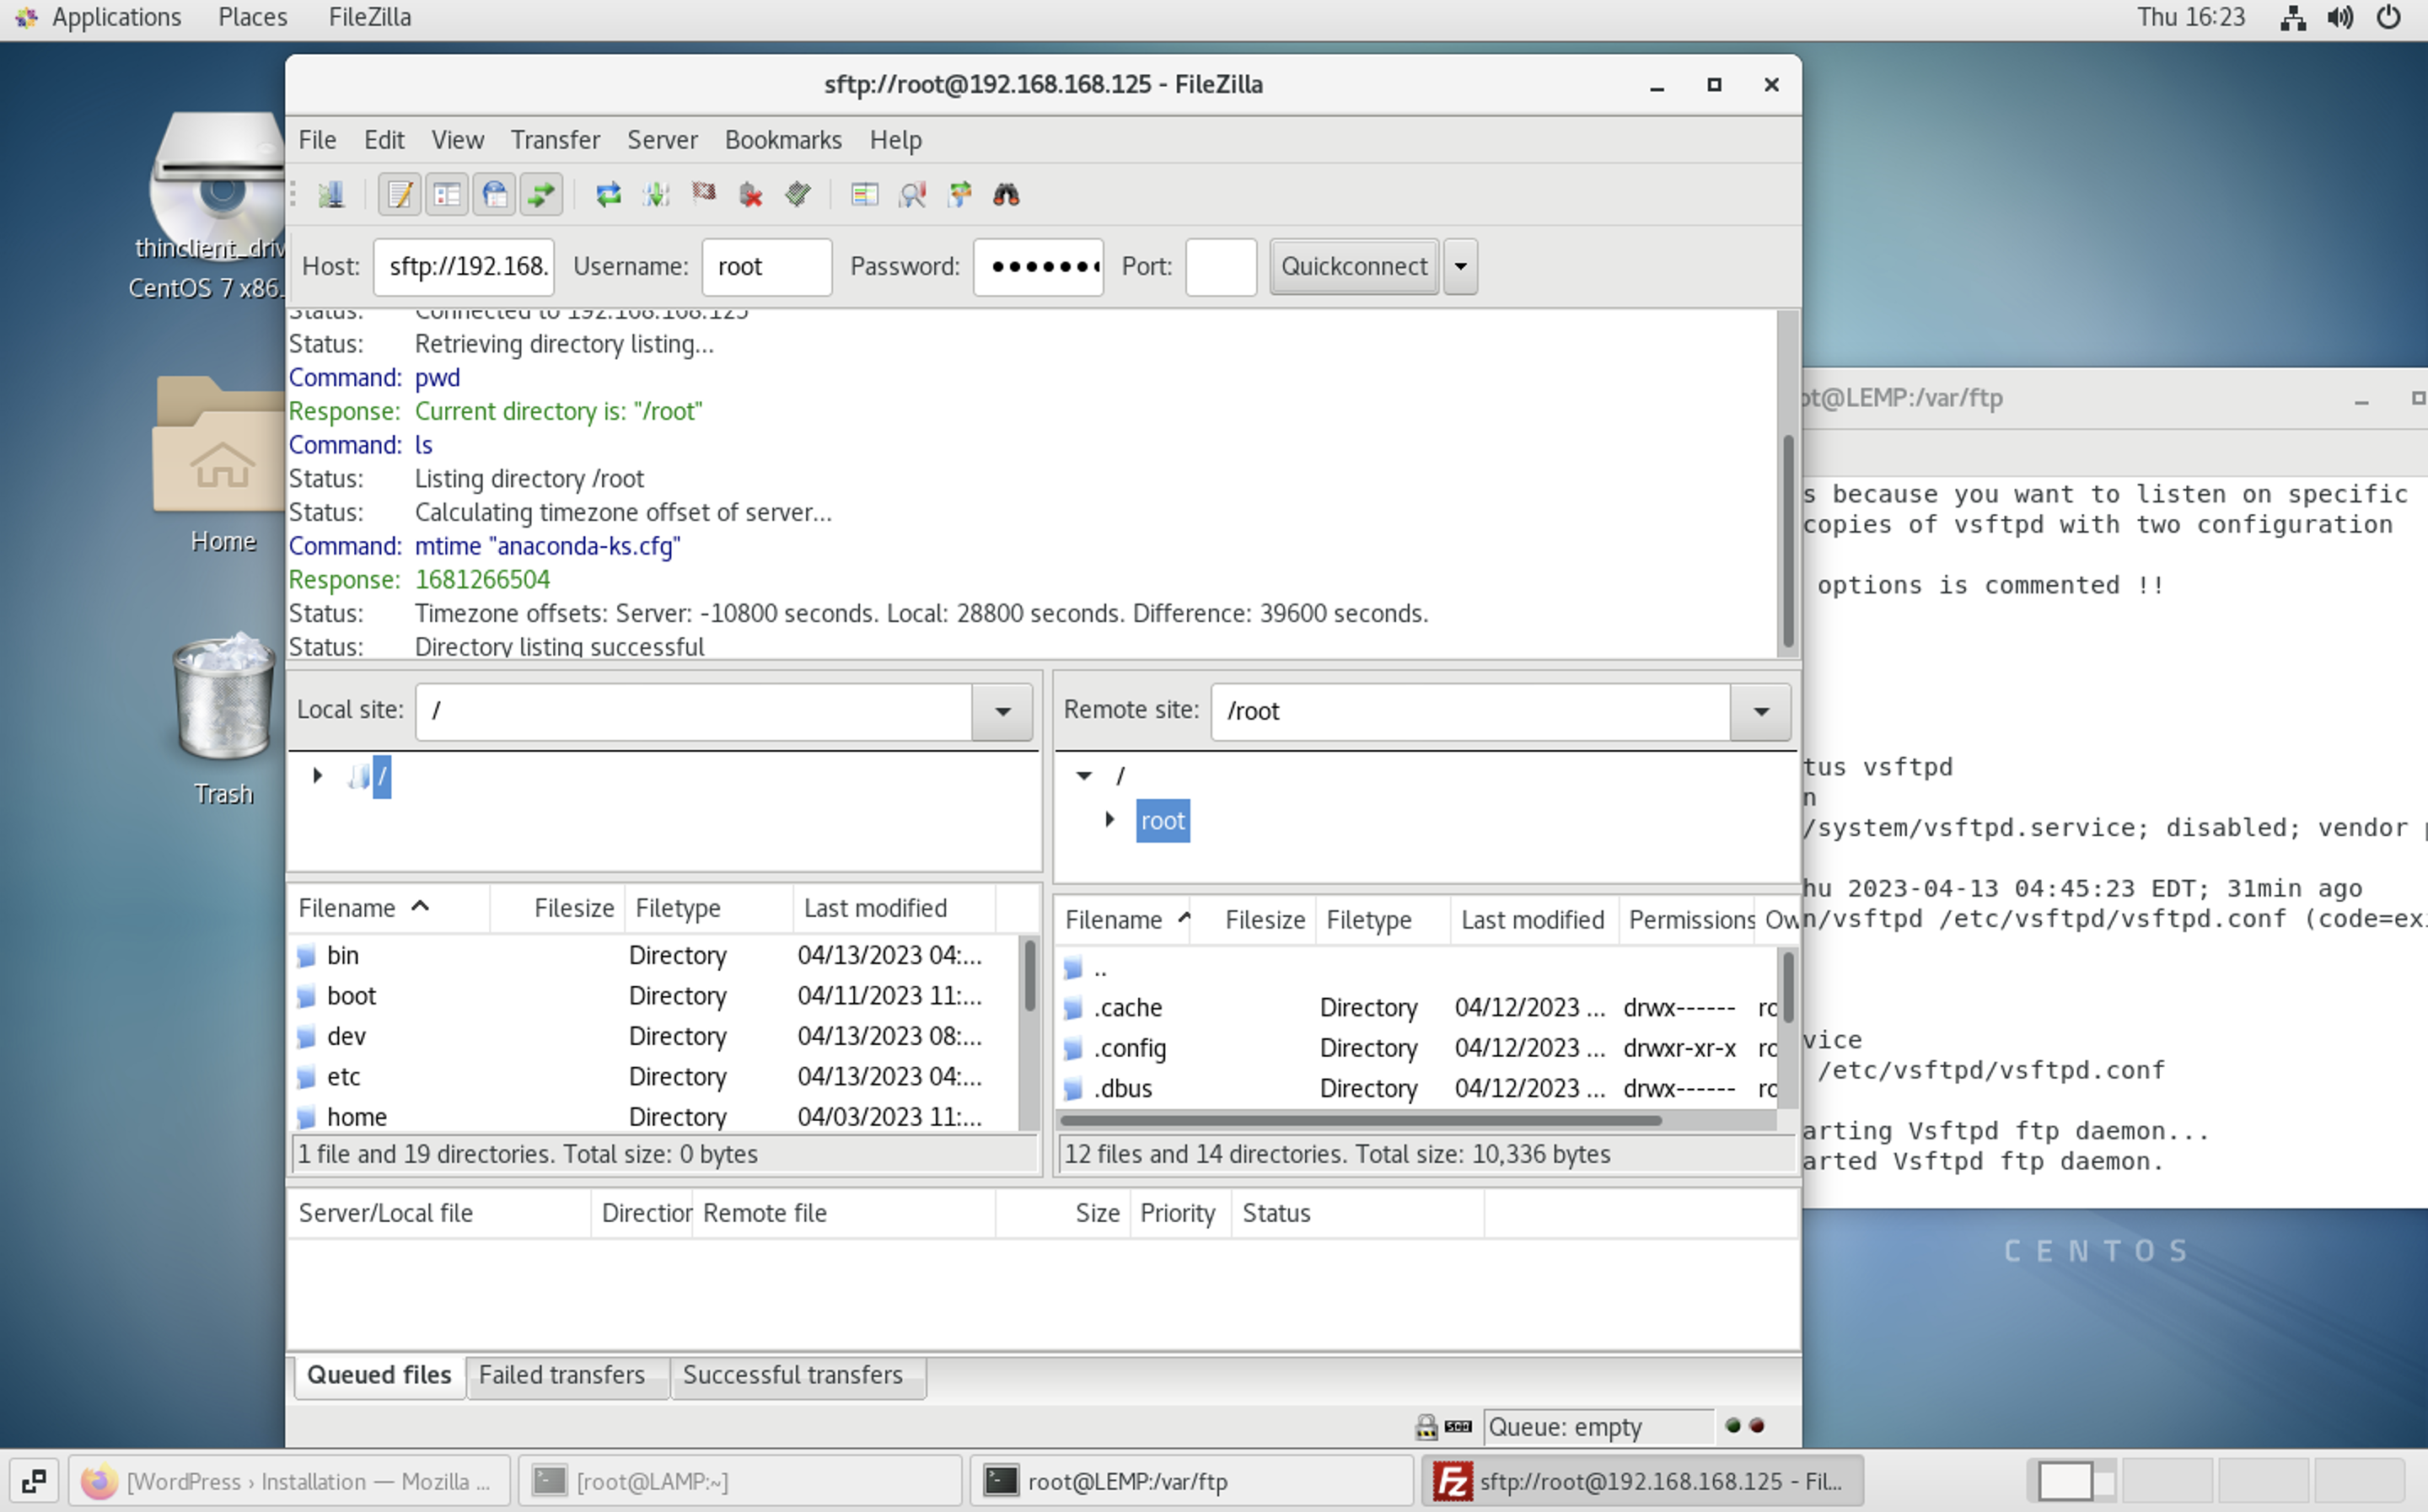 Applications Places FileZilla Thu 16:23
sftp://root@192.168.168.125 - FileZilla
File Edit View Transfer Server Bookmarks Help
thinclient_driv
CentOS 7 x86_
Home
Trash
Host: sftp://192.168. Username: root Password: ●●●●●●● Port: Quickconnect
Status: Connected to 192.168.168.125
Status: Retrieving directory listing...
Command: pwd
Response: Current directory is: "/root"
Command: ls
Status: Listing directory /root
Status: Calculating timezone offset of server...
Command: mtime "anaconda-ks.cfg"
Response: 1681266504
Status: Timezone offsets: Server: -10800 seconds. Local: 28800 seconds. Difference: 39600 seconds.
Status: Directory listing successful
Local site: /
/
Filename Filesize Filetype Last modified
bin Directory 04/13/2023 04:...
boot Directory 04/11/2023 11:...
dev Directory 04/13/2023 08:...
etc Directory 04/13/2023 04:...
home Directory 04/03/2023 11:...
1 file and 19 directories. Total size: 0 bytes
Remote site: /root
/
root
Filename Filesize Filetype Last modified Permissions Ow
..
.cache Directory 04/12/2023 ... drwx------ ro
.config Directory 04/12/2023 ... drwxr-xr-x ro
.dbus Directory 04/12/2023 ... drwx------ ro
12 files and 14 directories. Total size: 10,336 bytes
Server/Local file Direction Remote file Size Priority Status
Queued files Failed transfers Successful transfers
Queue: empty
ot@LEMP:/var/ftp
s because you want to listen on specific
copies of vsftpd with two configuration
options is commented !!
tus vsftpd
n
/system/vsftpd.service; disabled; vendor p
hu 2023-04-13 04:45:23 EDT; 31min ago
n/vsftpd /etc/vsftpd/vsftpd.conf (code=ex
vice
/etc/vsftpd/vsftpd.conf
arting Vsftpd ftp daemon...
arted Vsftpd ftp daemon.
CENTOS
[WordPress › Installation — Mozilla ... [root@LAMP:~] root@LEMP:/var/ftp sftp://root@192.168.168.125 - Fil...